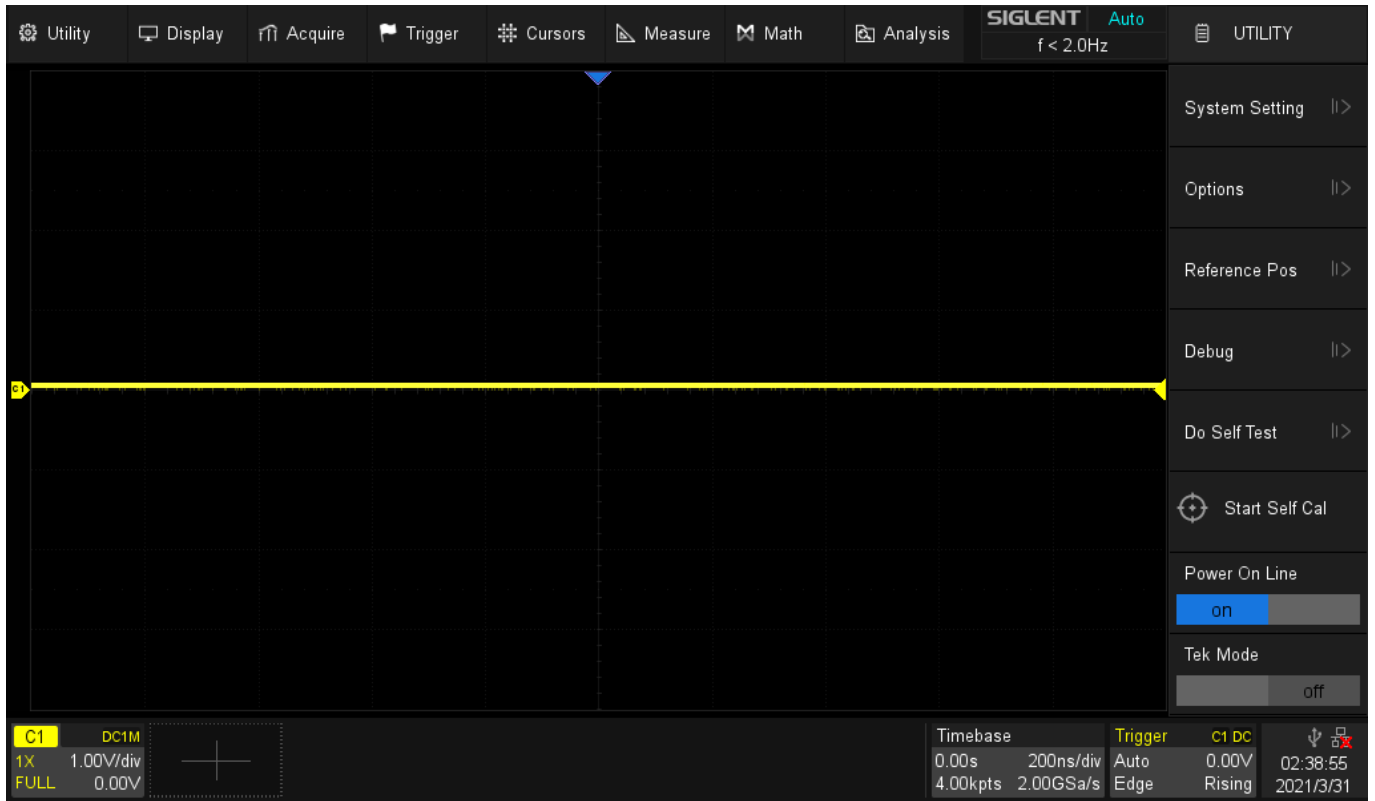 Utility Display Acquire Trigger Cursors Measure Math Analysis SIGLENT Auto UTILITY
f < 2.0Hz
System Setting
Options
Reference Pos
Debug
C1
Do Self Test
Start Self Cal
Power On Line
on
Tek Mode
off
C1 DC1M
1X 1.00V/div
FULL 0.00V
Timebase
0.00s 200ns/div
4.00kpts 2.00GSa/s
Trigger C1 DC
Auto 0.00V
Edge Rising
02:38:55
2021/3/31